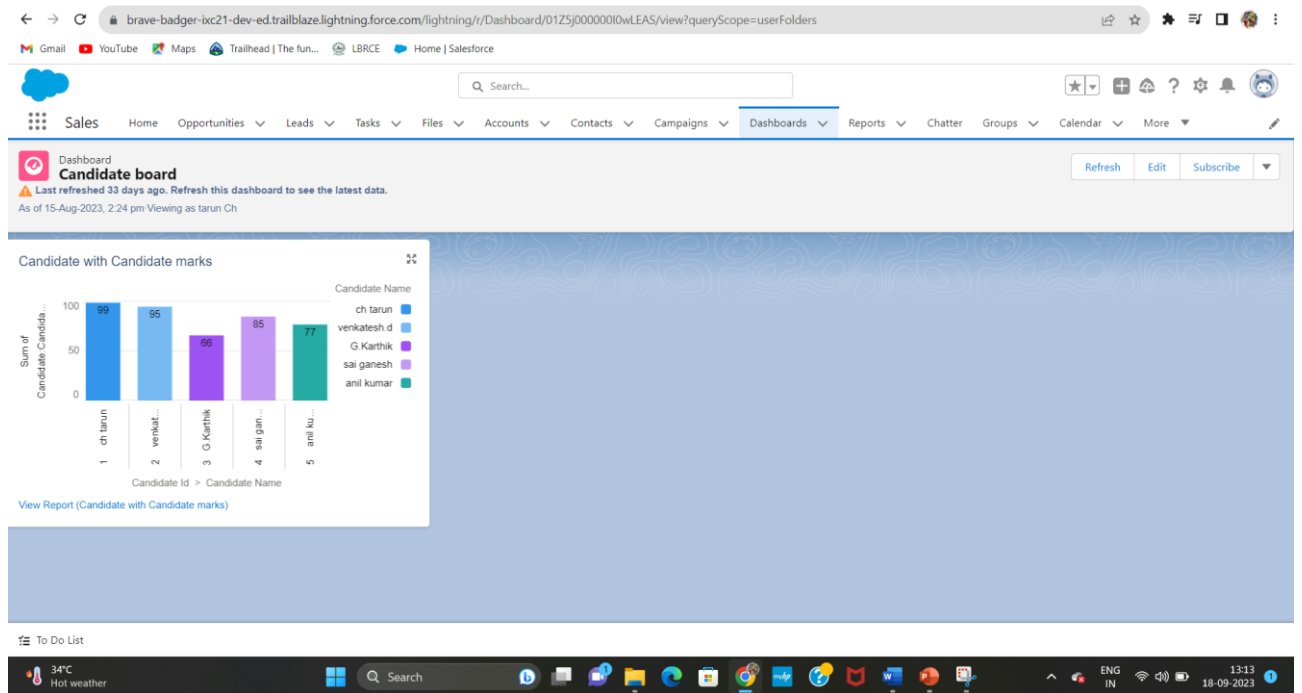 brave-badger-ixc21-dev-ed.trailblaze.lightning.force.com/lightning/r/Dashboard/01Z5j000000I0wLEAS/view?queryScope=userFolders
Gmail YouTube Maps Trailhead | The fun... LBRCE Home | Salesforce
Search...
Sales Home Opportunities Leads Tasks Files Accounts Contacts Campaigns Dashboards Reports Chatter Groups Calendar More
Dashboard
Candidate board
Refresh Edit Subscribe
Last refreshed 33 days ago. Refresh this dashboard to see the latest data.
As of 15-Aug-2023, 2:24 pm·Viewing as tarun Ch
Candidate with Candidate marks
Candidate Name
ch tarun
venkatesh.d
G.Karthik
sai ganesh
anil kumar
Sum of
Candidate:Candida...
100
50
0
99
95
66
85
77
ch tarun
venkat...
G.Karthik
sai gan...
anil ku...
1
2
3
4
5
Candidate Id > Candidate Name
View Report (Candidate with Candidate marks)
To Do List
34°C
Hot weather
Search
ENG
IN
13:13
18-09-2023
1